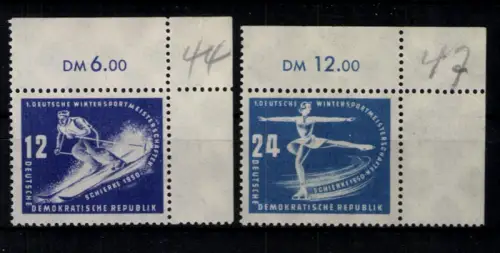 DM 6.00
44
1. DEUTSCHE WINTERSPORTMEISTERSCHAFTEN
12
SCHIERKE 1950
DEUTSCHE
DEMOKRATISCHE REPUBLIK
DM 12.00
47
1. DEUTSCHE WINTERSPORTMEISTERSCHAFTEN
24
SCHIERKE 1950
DEUTSCHE
DEMOKRATISCHE REPUBLIK